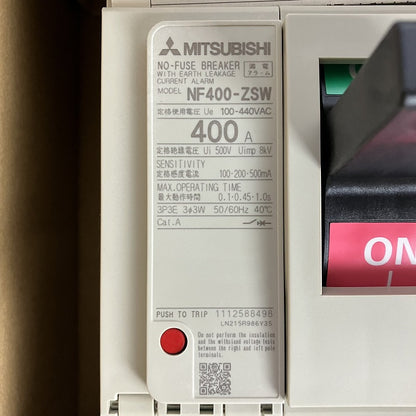 MITSUBISHI
NO-FUSE BREAKER 漏電
WITH EARTH LEAKAGE アラーム
CURRENT ALARM
MODEL NF400-ZSW
定格使用電圧 Ue 100-440VAC
400 A
定格絶縁電圧 Ui 500V Uimp 8kV
SENSITIVITY
定格感度電流 100-200-500mA
MAX.OPERATING TIME
最大動作時間 0.1-0.45-1.0s
3P3E 3φ3W 50/60Hz 40℃
Cat.A
PUSH TO TRIP 1112588498
LN215R986Y35
Do not perform the insulation
and the withstand voltage tests
between the right and left pole
terminals.
ON